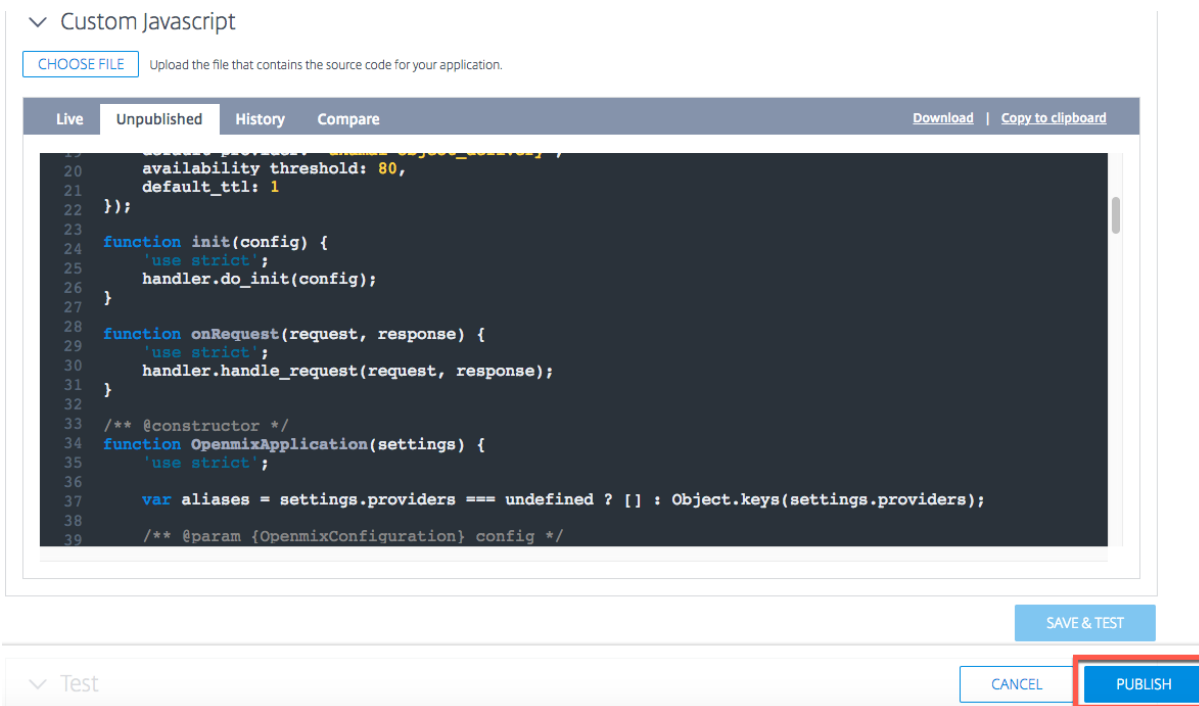 Custom Javascript
CHOOSE FILE Upload the file that contains the source code for your application.
Live Unpublished History Compare Download | Copy to clipboard
20 availability threshold: 80,
21 default_ttl: 1
22 });
23
24 function init(config) {
25 'use strict';
26 handler.do_init(config);
27 }
28 function onRequest(request, response) {
29 'use strict';
30 handler.handle_request(request, response);
31 }
32
33 /** @constructor */
34 function OpenmixApplication(settings) {
35 'use strict';
36
37 var aliases = settings.providers === undefined ? [] : Object.keys(settings.providers);
38
39 /** @param {OpenmixConfiguration} config */
SAVE & TEST
Test CANCEL PUBLISH